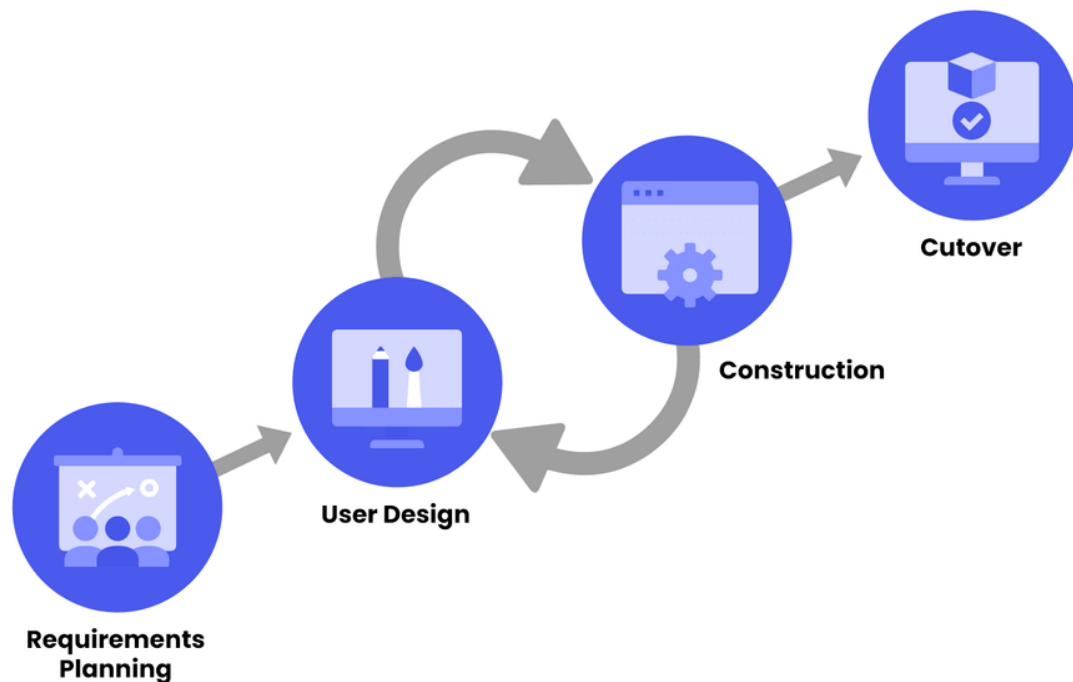 Requirements
Planning
User Design
Construction
Cutover